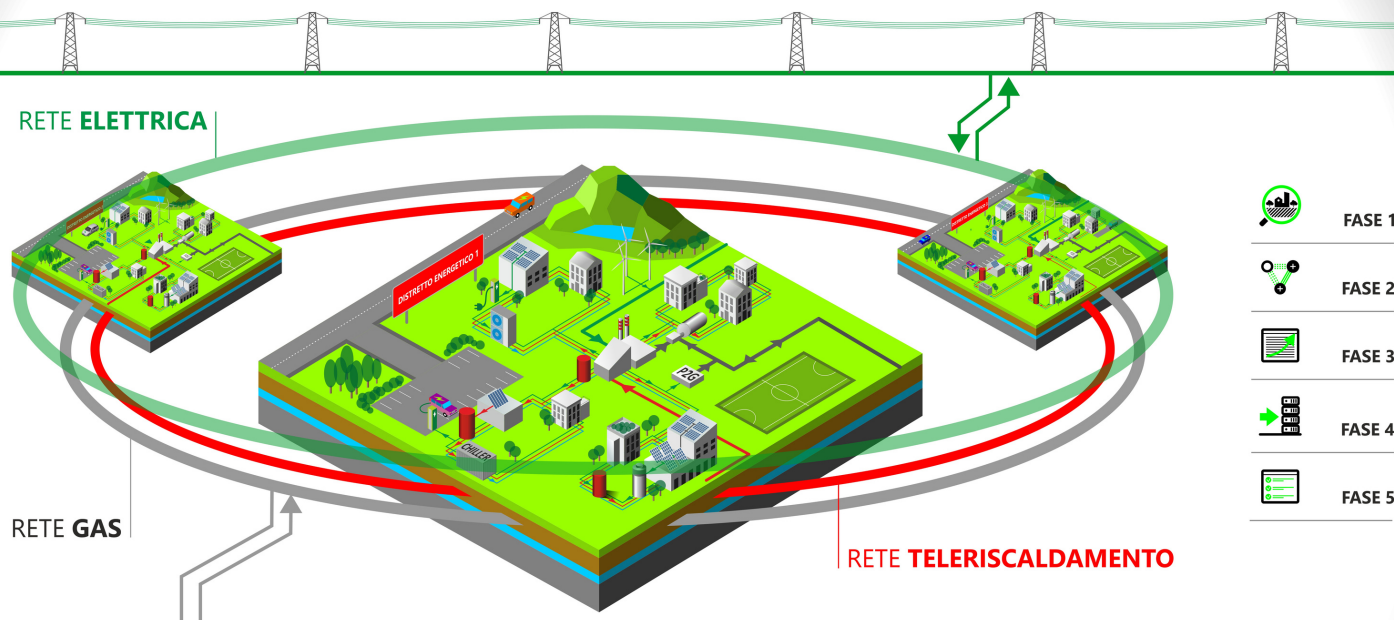 RETE ELETTRICA
DISTRETTO ENERGETICO 1
P2G
CHILLER
RETE GAS
RETE TELERISCALDAMENTO
FASE 1
FASE 2
FASE 3
FASE 4
FASE 5